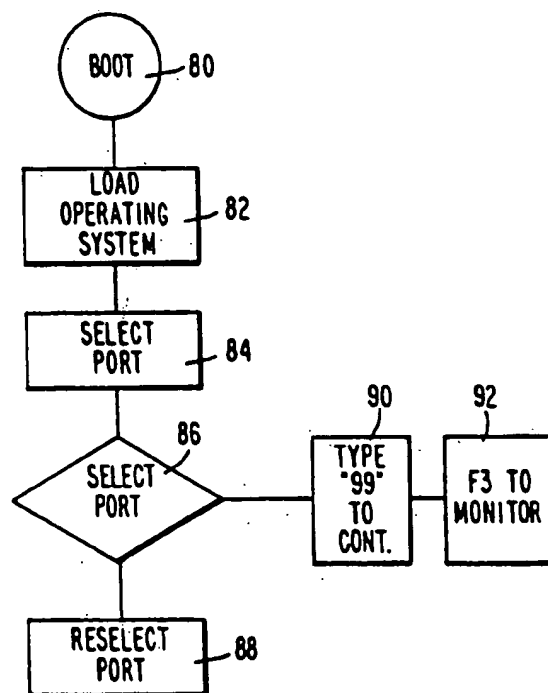 BOOT
80
LOAD
OPERATING
SYSTEM
82
SELECT
PORT
84
86
SELECT
PORT
90
TYPE
"99"
TO
CONT.
92
F3 TO
MONITOR
RESELECT
PORT
88